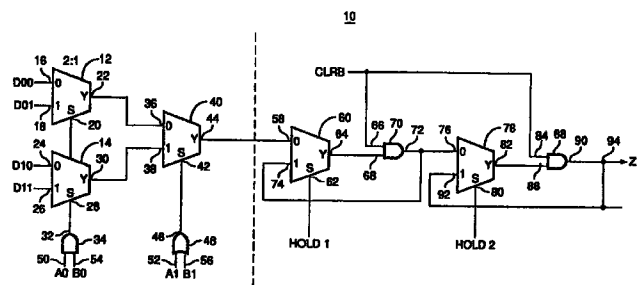 10
CLRB
16 2:1 12
D00 0 22
Y
D01 1
S
18 20
24 14
D10 0 30
Y
D11 1
S
26 28
32 34
50 54
A0 B0
36 40
0 44
Y
1
38 S 42
46 48
52 56
A1 B1
58 60
0 64
Y
1
74 S 62
HOLD 1
66 70
72
68
76 78
0 82
Y
1
92 S 80
HOLD 2
84 88
90
86
94
Z